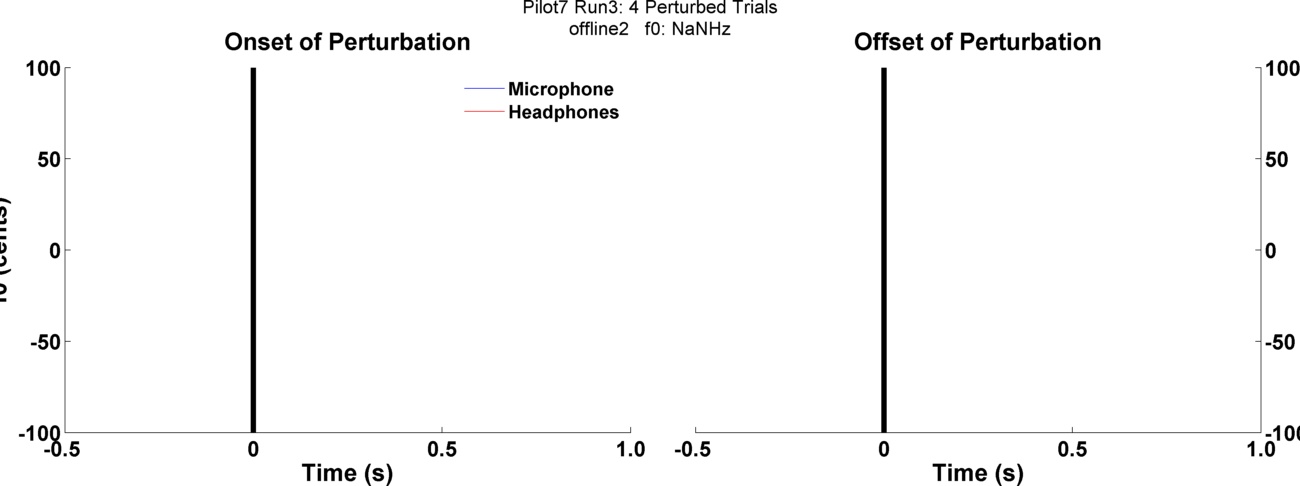 Pilot7 Run3: 4 Perturbed Trials
offline2 f0: NaNHz
Onset of Perturbation
100
50
0
-50
-100
(cents)
-0.5
0
0.5
1.0
Time (s)
Microphone
Headphones
Offset of Perturbation
100
50
0
-50
-100
-0.5
0
0.5
1.0
Time (s)